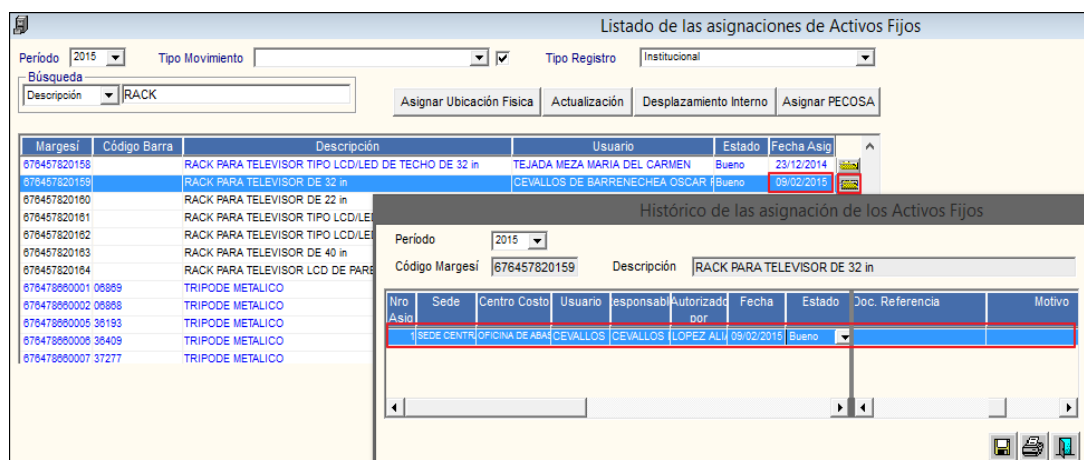 Listado de las asignaciones de Activos Fijos
Período 2015 Tipo Movimiento Tipo Registro Institucional
Búsqueda
Descripción RACK
Asignar Ubicación Fisica Actualización Desplazamiento Interno Asignar PECOSA
Margesí Código Barra Descripción Usuario Estado Fecha Asig
676457820158 RACK PARA TELEVISOR TIPO LCD/LED DE TECHO DE 32 in TEJADA MEZA MARIA DEL CARMEN Bueno 23/12/2014
676457820159 RACK PARA TELEVISOR DE 32 in CEVALLOS DE BARRENECHEA OSCAR F Bueno 09/02/2015
676457820160 RACK PARA TELEVISOR DE 22 in
676457820161 RACK PARA TELEVISOR TIPO LCD/LE
676457820162 RACK PARA TELEVISOR TIPO LCD/LE
676457820163 RACK PARA TELEVISOR DE 40 in
676457820164 RACK PARA TELEVISOR LCD DE PARE
676478660001 06869 TRIPODE METALICO
676478660002 06868 TRIPODE METALICO
676478660005 36193 TRIPODE METALICO
676478660006 36409 TRIPODE METALICO
676478660007 37277 TRIPODE METALICO
Histórico de las asignación de los Activos Fijos
Período 2015
Código Margesí 676457820159 Descripción RACK PARA TELEVISOR DE 32 in
Nro Sede Centro Costo Usuario esponsabl Autorizado Fecha Estado Doc. Referencia Motivo
Asig por
1 SEDE CENTR OFICINA DE ABAS CEVALLOS CEVALLOS LOPEZ ALI 09/02/2015 Bueno